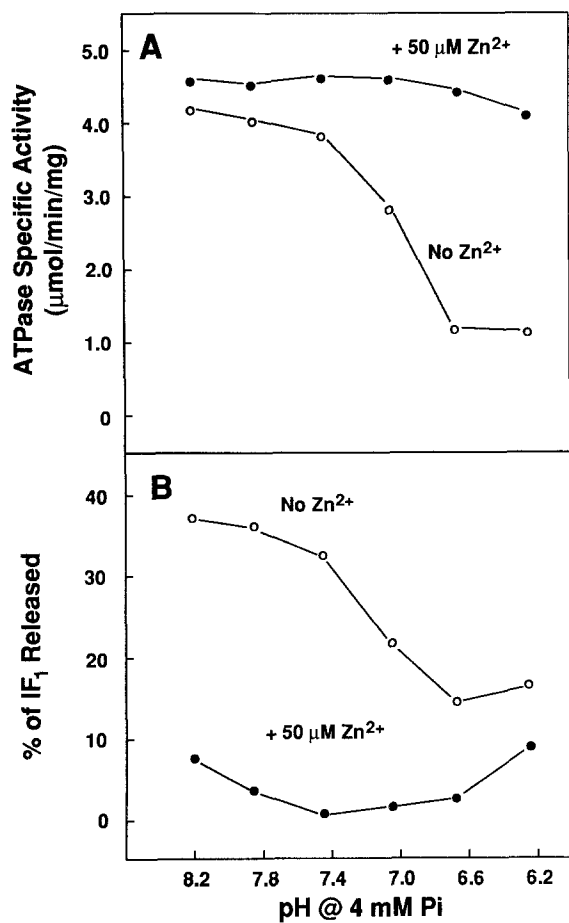 A
+ 50 µM Zn²⁺
No Zn²⁺
ATPase Specific Activity
(µmol/min/mg)
5.0
4.0
3.0
2.0
1.0
0
B
No Zn²⁺
+ 50 µM Zn²⁺
% of IF₁ Released
40
30
20
10
0
8.2 7.8 7.4 7.0 6.6 6.2
pH @ 4 mM Pi